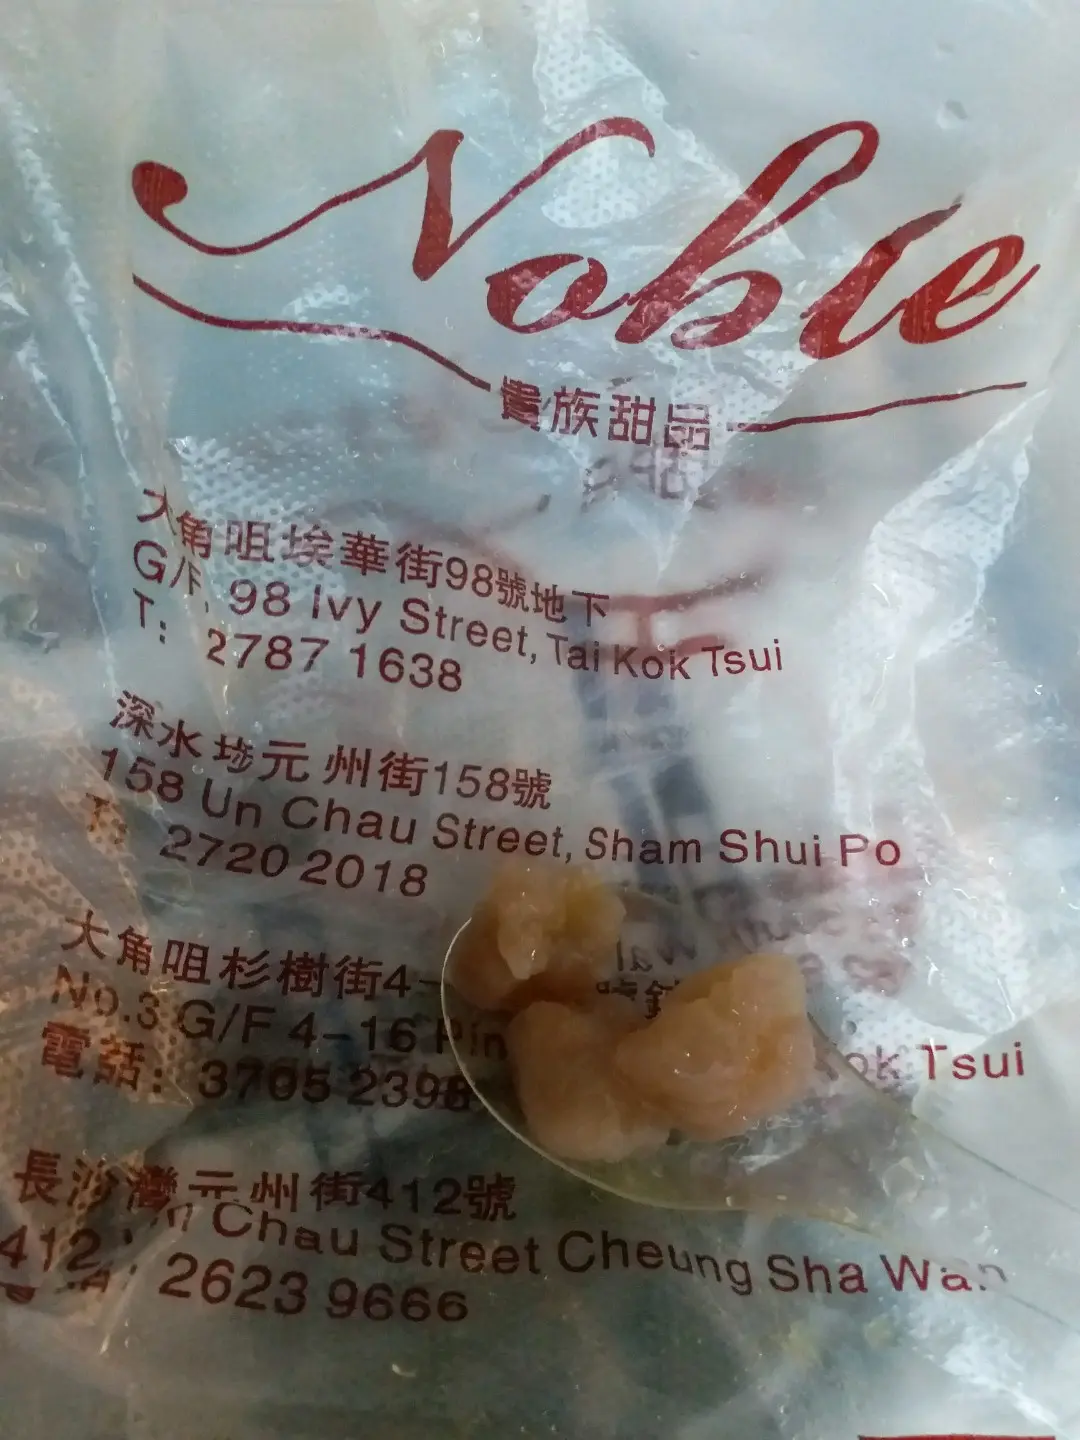 Noble
貴族甜品
大角咀埃華街98號地下
G/F, 98 Ivy Street, Tai Kok Tsui
T: 2787 1638
深水埗元州街158號
158 Un Chau Street, Sham Shui Po
T: 2720 2018
大角咀杉樹街4-
No.3 G/F 4-16 Kok Tsui
電話: 3705 2398
長沙灣元州街412號
412 Chau Street Cheung Sha Wan
2623 9666